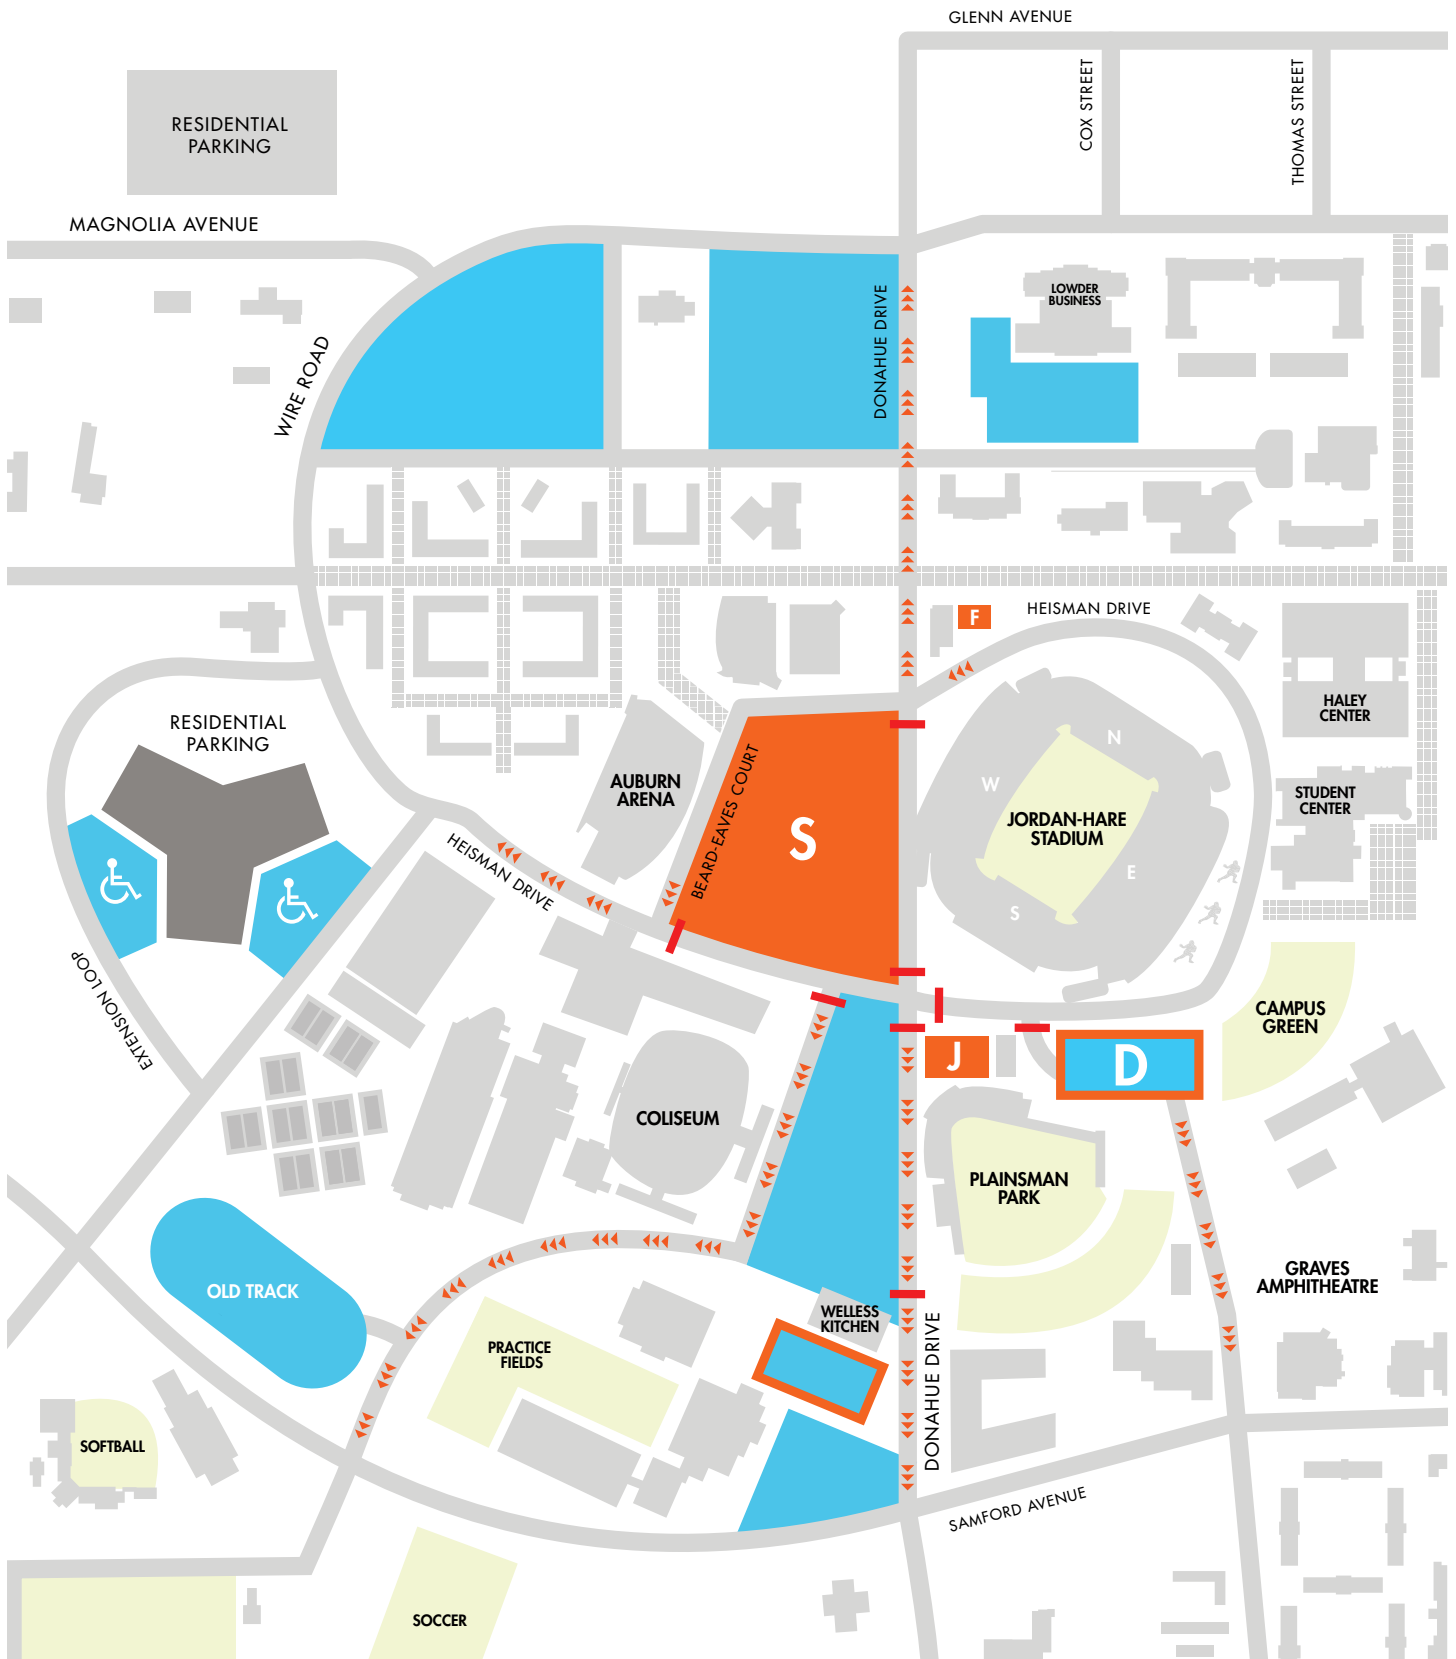 GLENN AVENUE
COX STREET
THOMAS STREET
RESIDENTIAL
PARKING
MAGNOLIA AVENUE
WIRE ROAD
DONAHUE DRIVE
LOWDER
BUSINESS
F
HEISMAN DRIVE
HALEY
CENTER
RESIDENTIAL
PARKING
AUBURN
ARENA
BEARD-EAVES COURT
S
N
W
JORDAN-HARE
STADIUM
E
S
STUDENT
CENTER
HEISMAN DRIVE
EXTENSION LOOP
CAMPUS
GREEN
J
D
COLISEUM
PLAINSMAN
PARK
OLD TRACK
GRAVES
AMPHITHEATRE
WELLESS
KITCHEN
PRACTICE
FIELDS
DONAHUE DRIVE
SOFTBALL
SAMFORD AVENUE
SOCCER